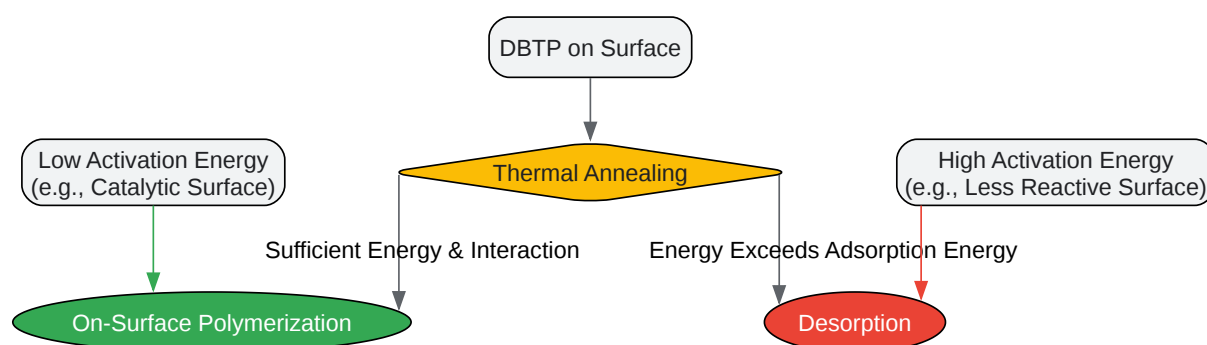 DBTP on Surface
Low Activation Energy
(e.g., Catalytic Surface)
Thermal Annealing
High Activation Energy
(e.g., Less Reactive Surface)
Sufficient Energy & Interaction
Energy Exceeds Adsorption Energy
On-Surface Polymerization
Desorption